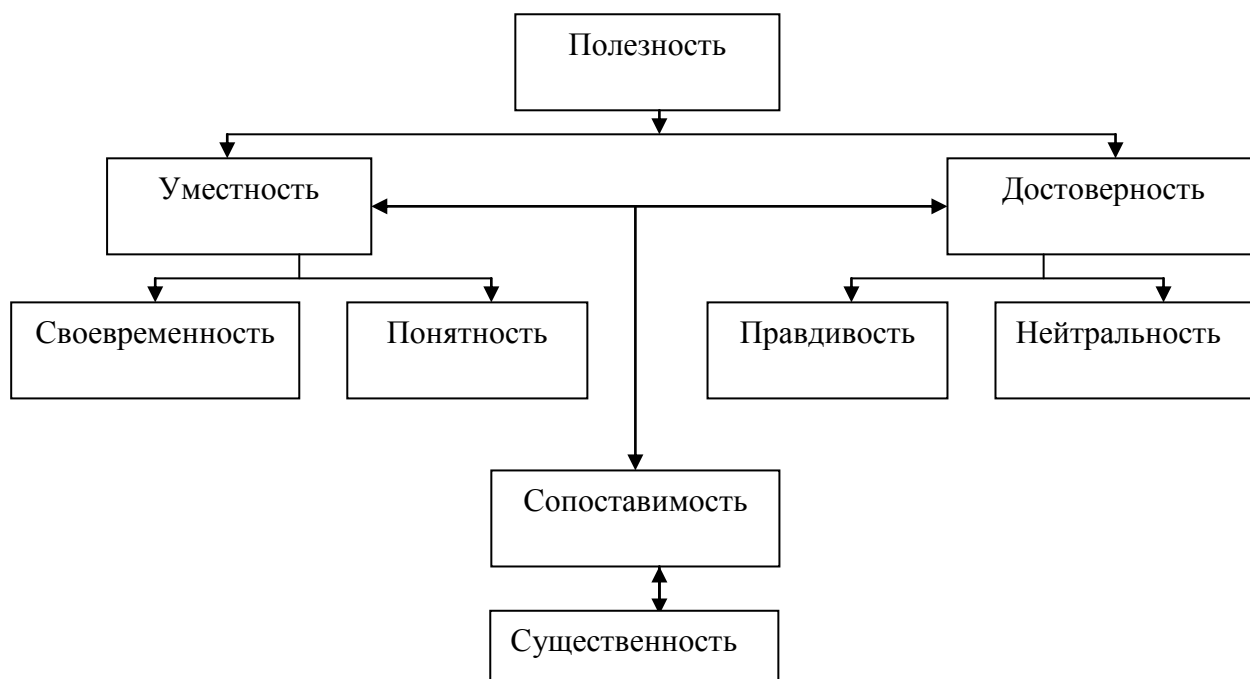 Полезность
Уместность
Достоверность
Своевременность
Понятность
Правдивость
Нейтральность
Сопоставимость
Существенность